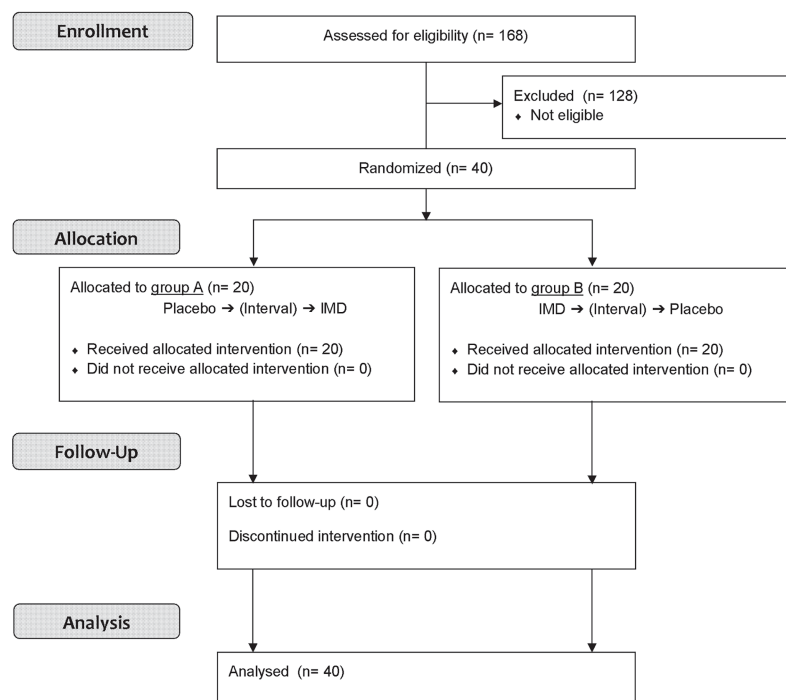 Enrollment
Assessed for eligibility (n= 168)
Excluded (n= 128)
♦ Not eligible
Randomized (n= 40)
Allocation
Allocated to group A (n= 20)
Placebo ➔ (Interval) ➔ IMD
♦ Received allocated intervention (n= 20)
♦ Did not receive allocated intervention (n= 0)
Allocated to group B (n= 20)
IMD ➔ (Interval) ➔ Placebo
♦ Received allocated intervention (n= 20)
♦ Did not receive allocated intervention (n= 0)
Follow-Up
Lost to follow-up (n= 0)
Discontinued intervention (n= 0)
Analysis
Analysed (n= 40)